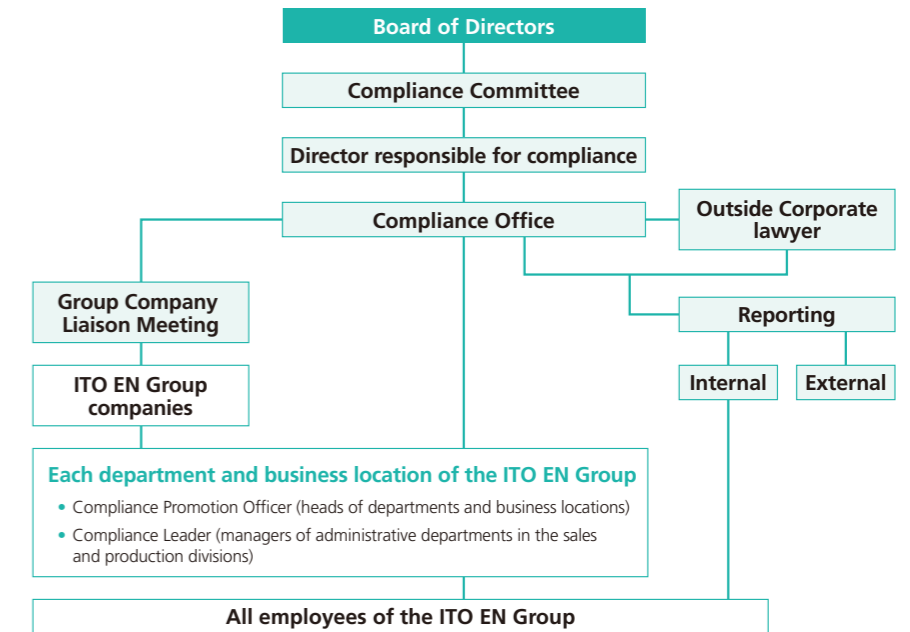 Board of Directors
Compliance Committee
Director responsible for compliance
Compliance Office
Outside Corporate
lawyer
Group Company
Liaison Meeting
Reporting
ITO EN Group
companies
Internal
External
Each department and business location of the ITO EN Group
• Compliance Promotion Officer (heads of departments and business locations)
• Compliance Leader (managers of administrative departments in the sales
and production divisions)
All employees of the ITO EN Group